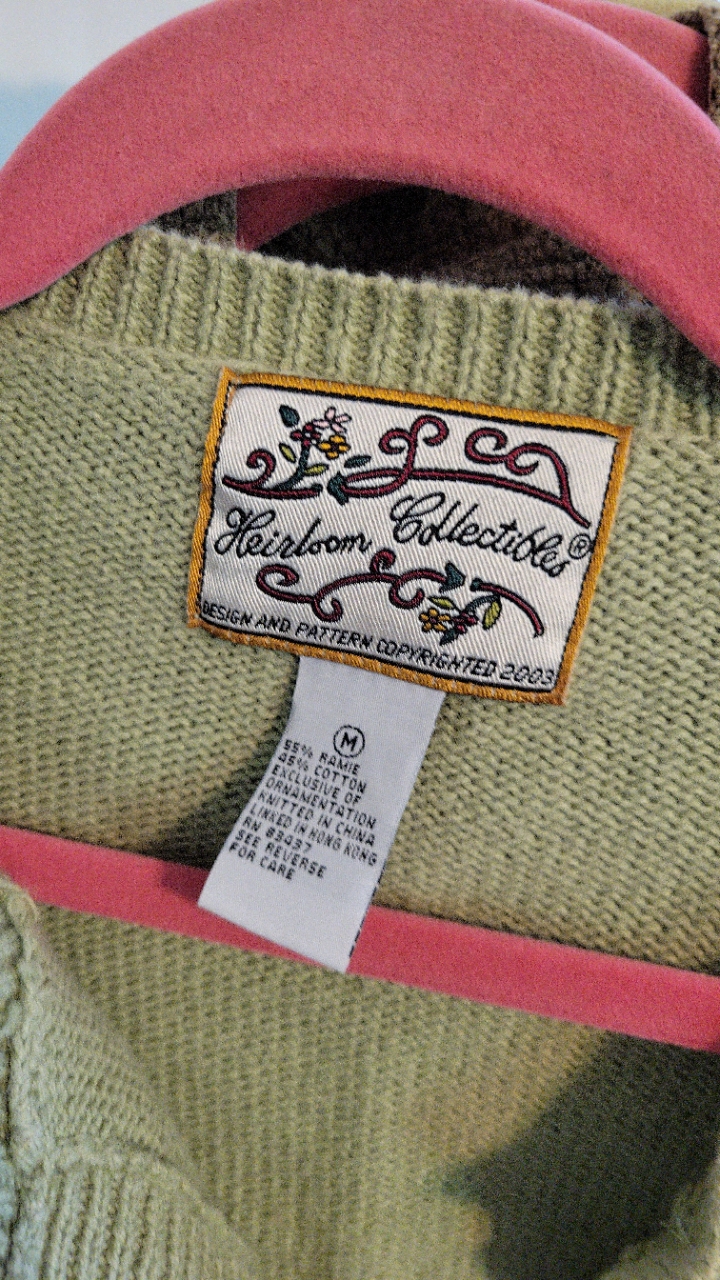 Heirloom Collectibles®
DESIGN AND PATTERN COPYRIGHTED 2003
M
55% RAMIE
45% COTTON
EXCLUSIVE OF
ORNAMENTATION
KNITTED IN CHINA
LINKED IN HONG KONG
RN 83437
SEE REVERSE
FOR CARE